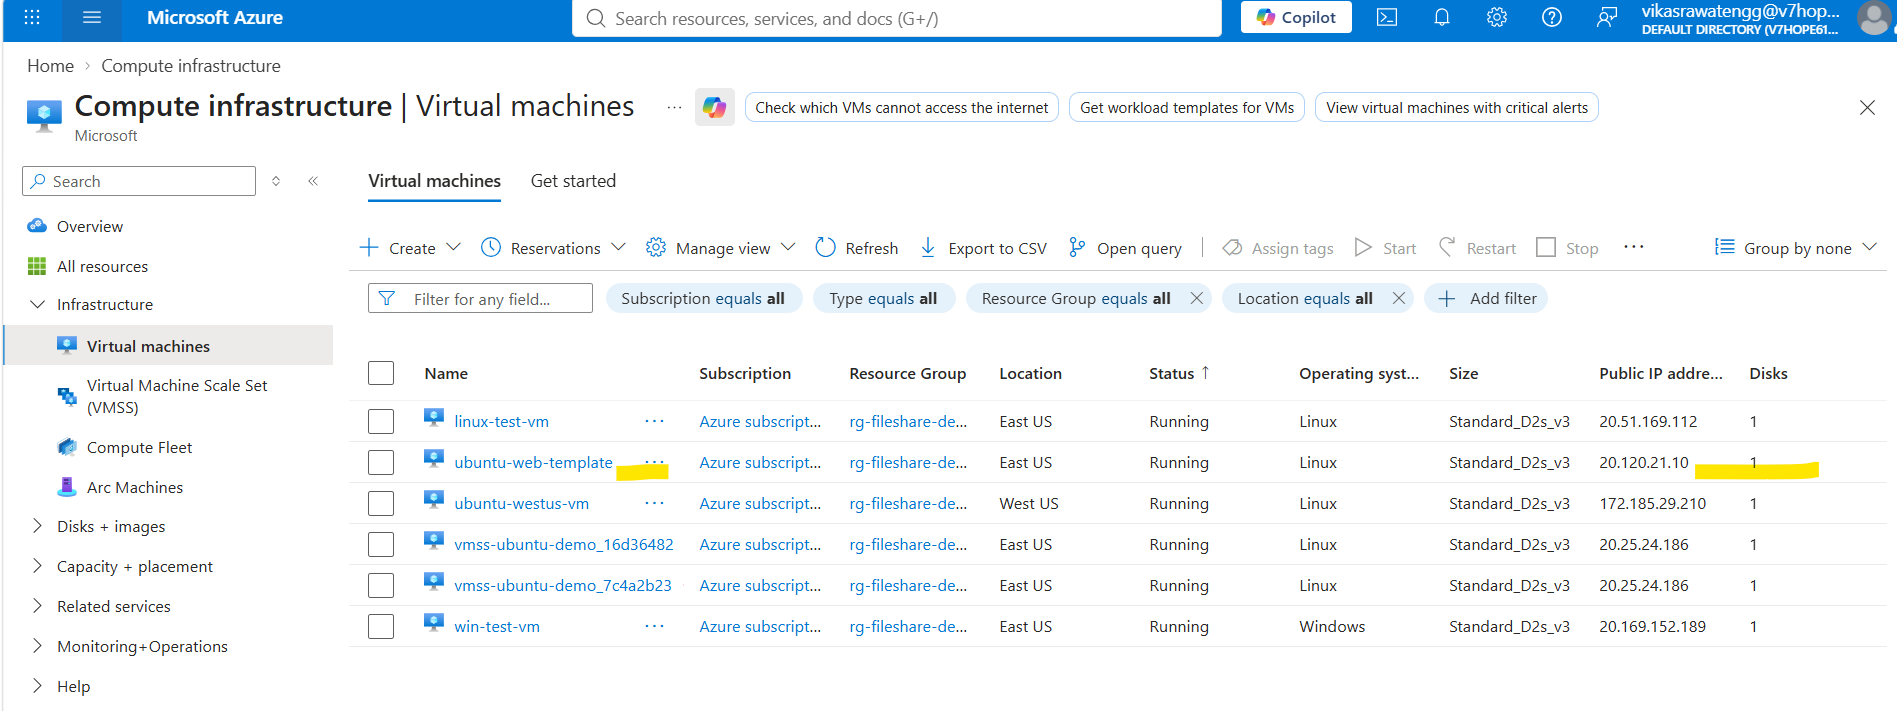 Microsoft Azure
Search resources, services, and docs (G+/)
Copilot
vikasrawatengg@v7hop...
DEFAULT DIRECTORY (V7HOPE61...
Home > Compute infrastructure
Compute infrastructure | Virtual machines
...
Check which VMs cannot access the internet
Get workload templates for VMs
View virtual machines with critical alerts
Microsoft
Search
Overview
All resources
Infrastructure
Virtual machines
Virtual Machine Scale Set
(VMSS)
Compute Fleet
Arc Machines
Disks + images
Capacity + placement
Related services
Monitoring+Operations
Help
Virtual machines Get started
Create Reservations Manage view Refresh Export to CSV Open query | Assign tags Start Restart Stop ... Group by none
Filter for any field... Subscription equals all Type equals all Resource Group equals all Location equals all Add filter
Name Subscription Resource Group Location Status ↑ Operating syst... Size Public IP addre... Disks
linux-test-vm ... Azure subscript... rg-fileshare-de... East US Running Linux Standard_D2s_v3 20.51.169.112 1
ubuntu-web-template ... Azure subscript... rg-fileshare-de... East US Running Linux Standard_D2s_v3 20.120.21.10 1
ubuntu-westus-vm ... Azure subscript... rg-fileshare-de... West US Running Linux Standard_D2s_v3 172.185.29.210 1
vmss-ubuntu-demo_16d36482 Azure subscript... rg-fileshare-de... East US Running Linux Standard_D2s_v3 20.25.24.186 1
vmss-ubuntu-demo_7c4a2b23 Azure subscript... rg-fileshare-de... East US Running Linux Standard_D2s_v3 20.25.24.186 1
win-test-vm ... Azure subscript... rg-fileshare-de... East US Running Windows Standard_D2s_v3 20.169.152.189 1